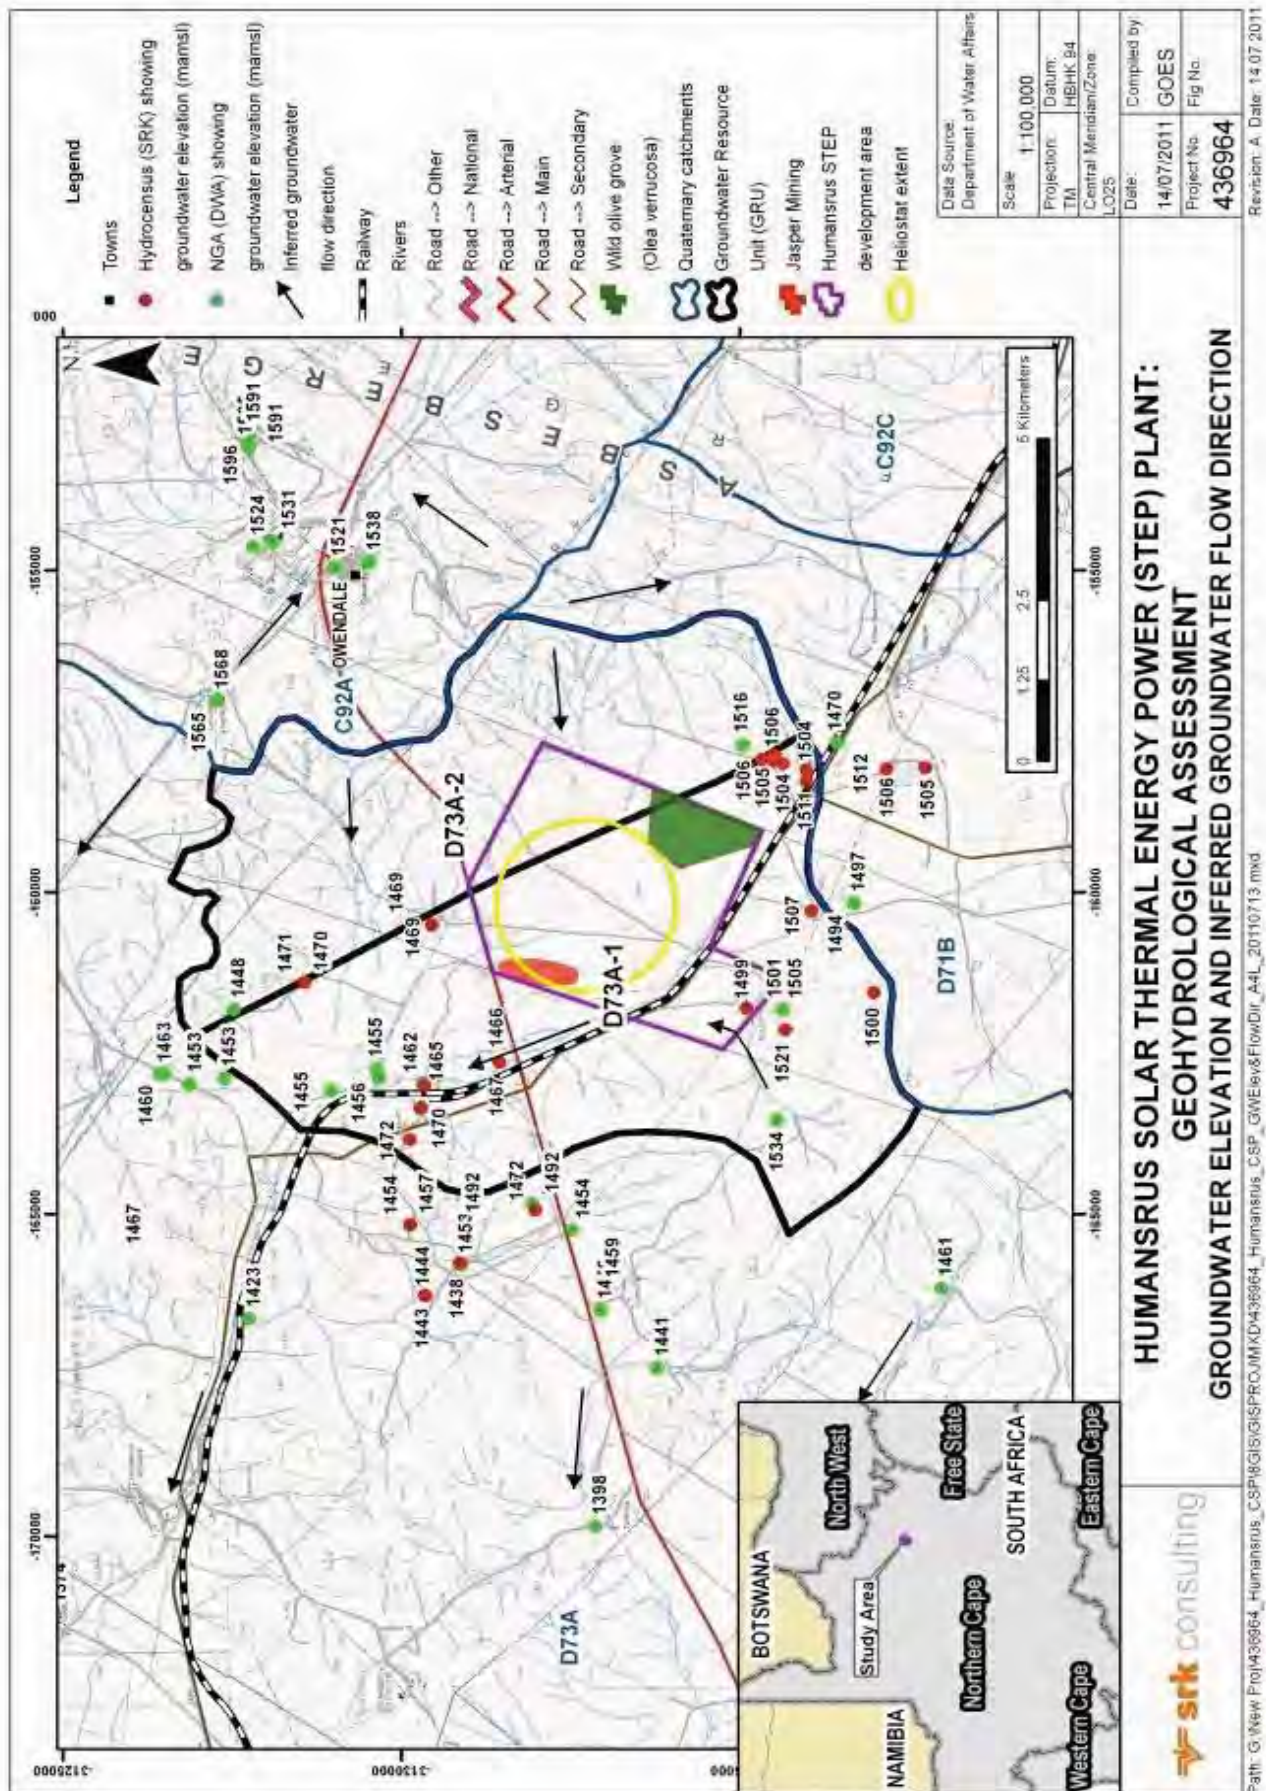 Legend
Towns
Hydrocensus (SRK) showing
groundwater elevation (mamsl)
NGA (DWA) showing
groundwater elevation (mamsl)
Inferred groundwater
flow direction
Railway
Rivers
Road --> Other
Road --> National
Road --> Arterial
Road --> Main
Road --> Secondary
Wild olive grove
(Olea verrucosa)
Quaternary catchments
Groundwater Resource
Unit (GRU)
Jasper Mining
Humansrus STEP
development area
Heliostat extent
Data Source:
Department of Water Affairs
Scale
1:100,000
Projection:
TM
Datum:
HBHK 94
Central Meridian/Zone:
LO25
Date:
14/07/2011
Compiled by:
GOES
Project No.
436964
Fig No.
Revision: A Date: 14 07 2011
-170000
-165000
-160000
-155000
000
-3125000
-3130000
N
1467
1423
1460
1463
1453
1453
1448
1471
1470
1455
1456
1455
1462
1465
1470
1472
1454
1457
1444
1443
1438
1453
1492
1472
1492
1454
1459
1441
1398
1466
1467
1469
1469
1565
1568
1596
1591
1591
1524
1531
1521
1538
C92A
OWENDALE
D73A-2
D73A-1
D73A
D71B
C92C
1499
1501
1505
1521
1534
1500
1461
1507
1494
1497
1516
1506
1506
1505
1504
1504
1511
1470
1512
1506
1505
0
1.25
2.5
5 Kilometers
BOTSWANA
NAMIBIA
North West
Study Area
Free State
Northern Cape
SOUTH AFRICA
Western Cape
Eastern Cape
srk consulting
HUMANSRUS SOLAR THERMAL ENERGY POWER (STEP) PLANT:
GEOHYDROLOGICAL ASSESSMENT
GROUNDWATER ELEVATION AND INFERRED GROUNDWATER FLOW DIRECTION